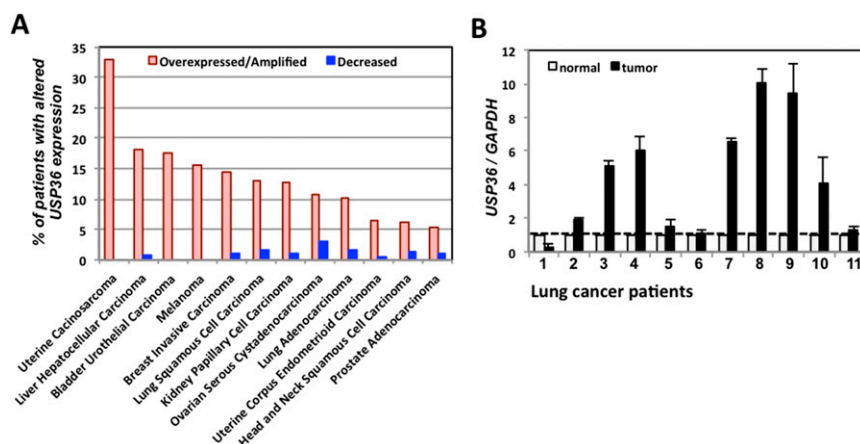 A
% of patients with altered
USP36 expression
35
30
25
20
15
10
5
0
Overexpressed/Amplified
Decreased
Uterine Cacinosarcoma
Liver Hepatocellular Carcinoma
Bladder Urothelial Carcinoma
Melanoma
Breast Invasive Carcinoma
Lung Squamous Cell Carcinoma
Kidney Papillary Cell Carcinoma
Ovarian Serous Cystadenocarcinoma
Lung Adenocarcinoma
Uterine Corpus Endometrioid Carcinoma
Head and Neck Squamous Cell Carcinoma
Prostate Adenocarcinoma
B
USP36 / GAPDH
12
10
8
6
4
2
0
normal
tumor
1 2 3 4 5 6 7 8 9 10 11
Lung cancer patients